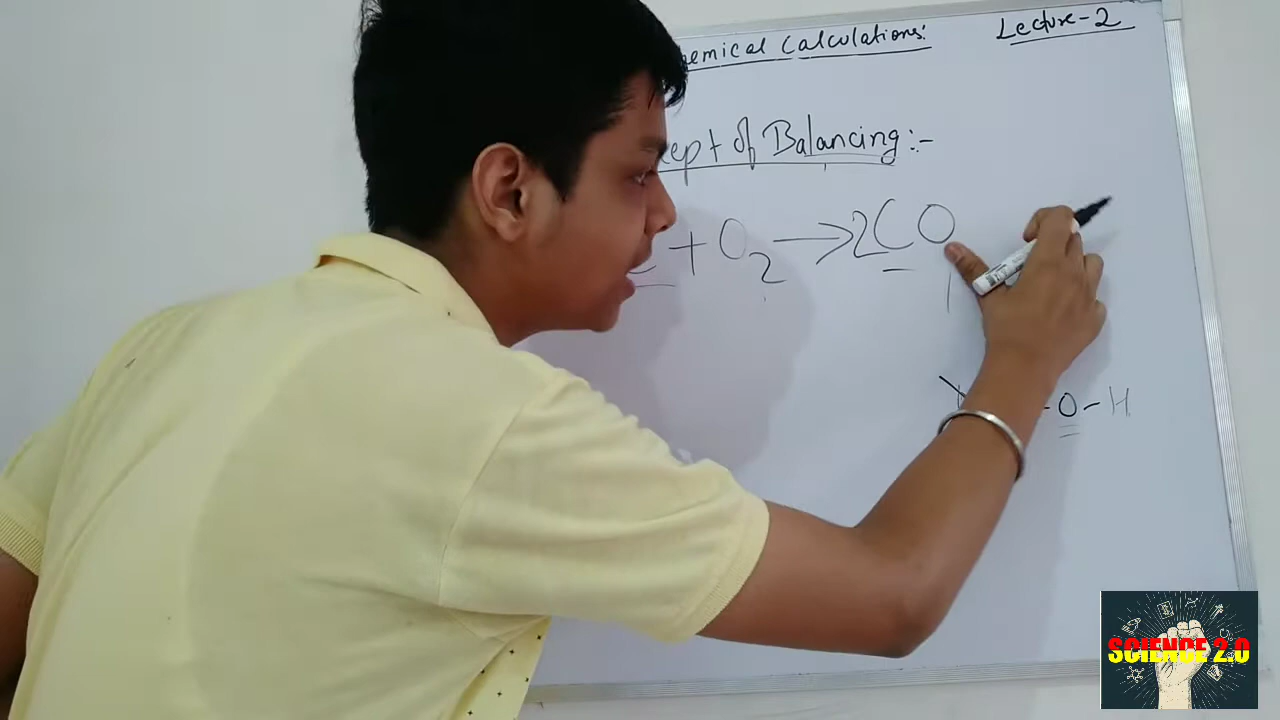 emical Calculations:
Lecture-2
ept of Balancing:-
C + O2 → 2CO
-O-H
SCIENCE 2.0